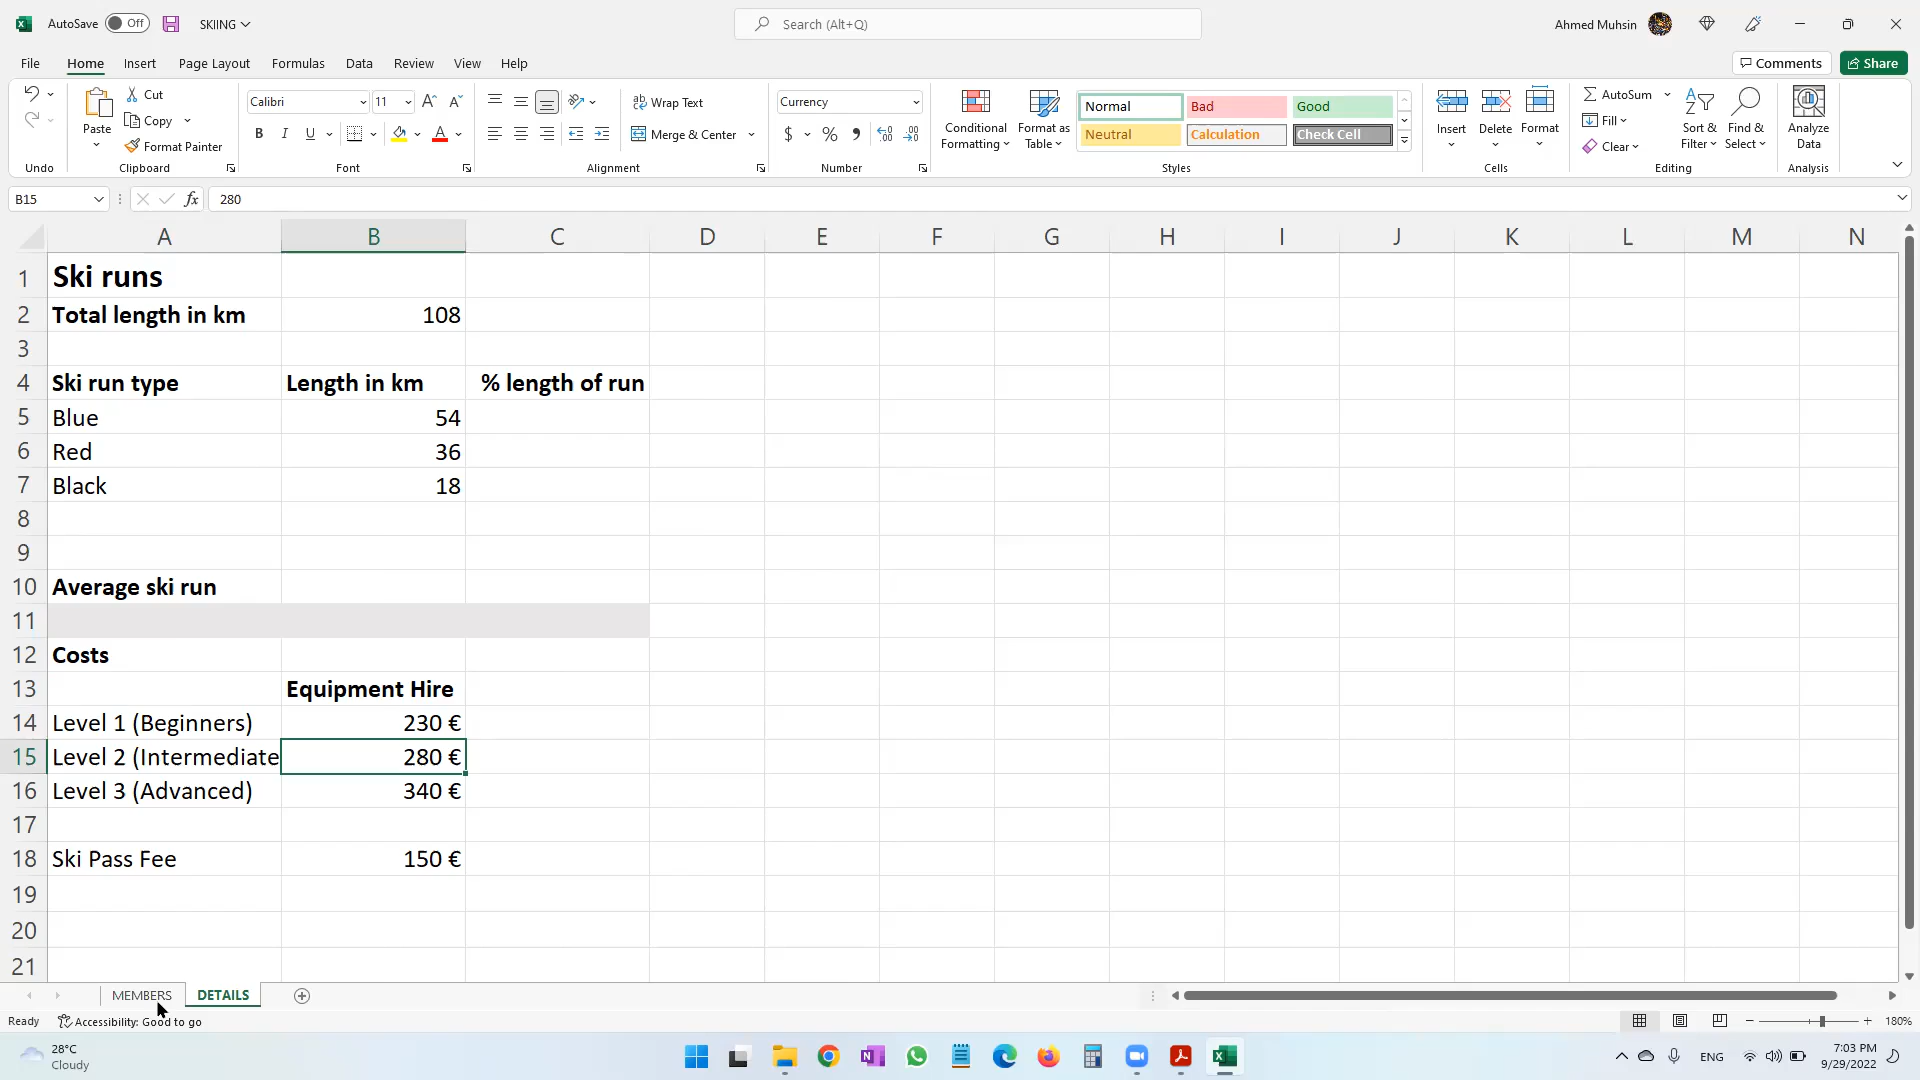 AutoSave Off SKIING Search (Alt+Q) Ahmed Muhsin
File Home Insert Page Layout Formulas Data Review View Help Comments Share
Cut Calibri 11 Wrap Text Currency Normal Bad Good AutoSum
Paste Copy Conditional Format as Insert Delete Format Fill Sort & Find & Analyze
Format Painter B I U Merge & Center $ % Formatting Table Neutral Calculation Check Cell Clear Filter Select Data
Undo Clipboard Font Alignment Number Styles Cells Editing Analysis
B15 fx 280
A B C D E F G H I J K L M N
1 Ski runs
2 Total length in km 108
3
4 Ski run type Length in km % length of run
5 Blue 54
6 Red 36
7 Black 18
8
9
10 Average ski run
11
12 Costs
13 Equipment Hire
14 Level 1 (Beginners) 230 €
15 Level 2 (Intermediate 280 €
16 Level 3 (Advanced) 340 €
17
18 Ski Pass Fee 150 €
19
20
21
MEMBERS DETAILS
Ready Accessibility: Good to go 180%
28°C
Cloudy
ENG
7:03 PM
9/29/2022